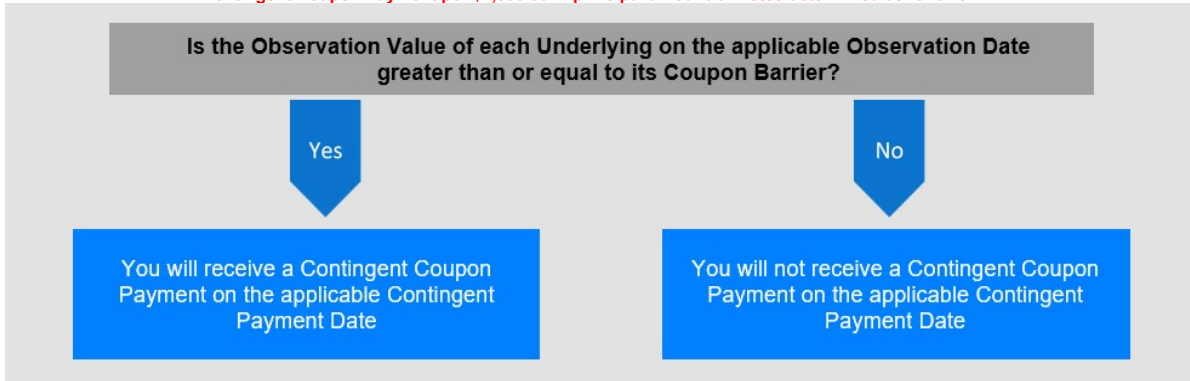 Is the Observation Value of each Underlying on the applicable Observation Date
greater than or equal to its Coupon Barrier?
Yes
No
You will receive a Contingent Coupon
Payment on the applicable Contingent
Payment Date
You will not receive a Contingent Coupon
Payment on the applicable Contingent
Payment Date